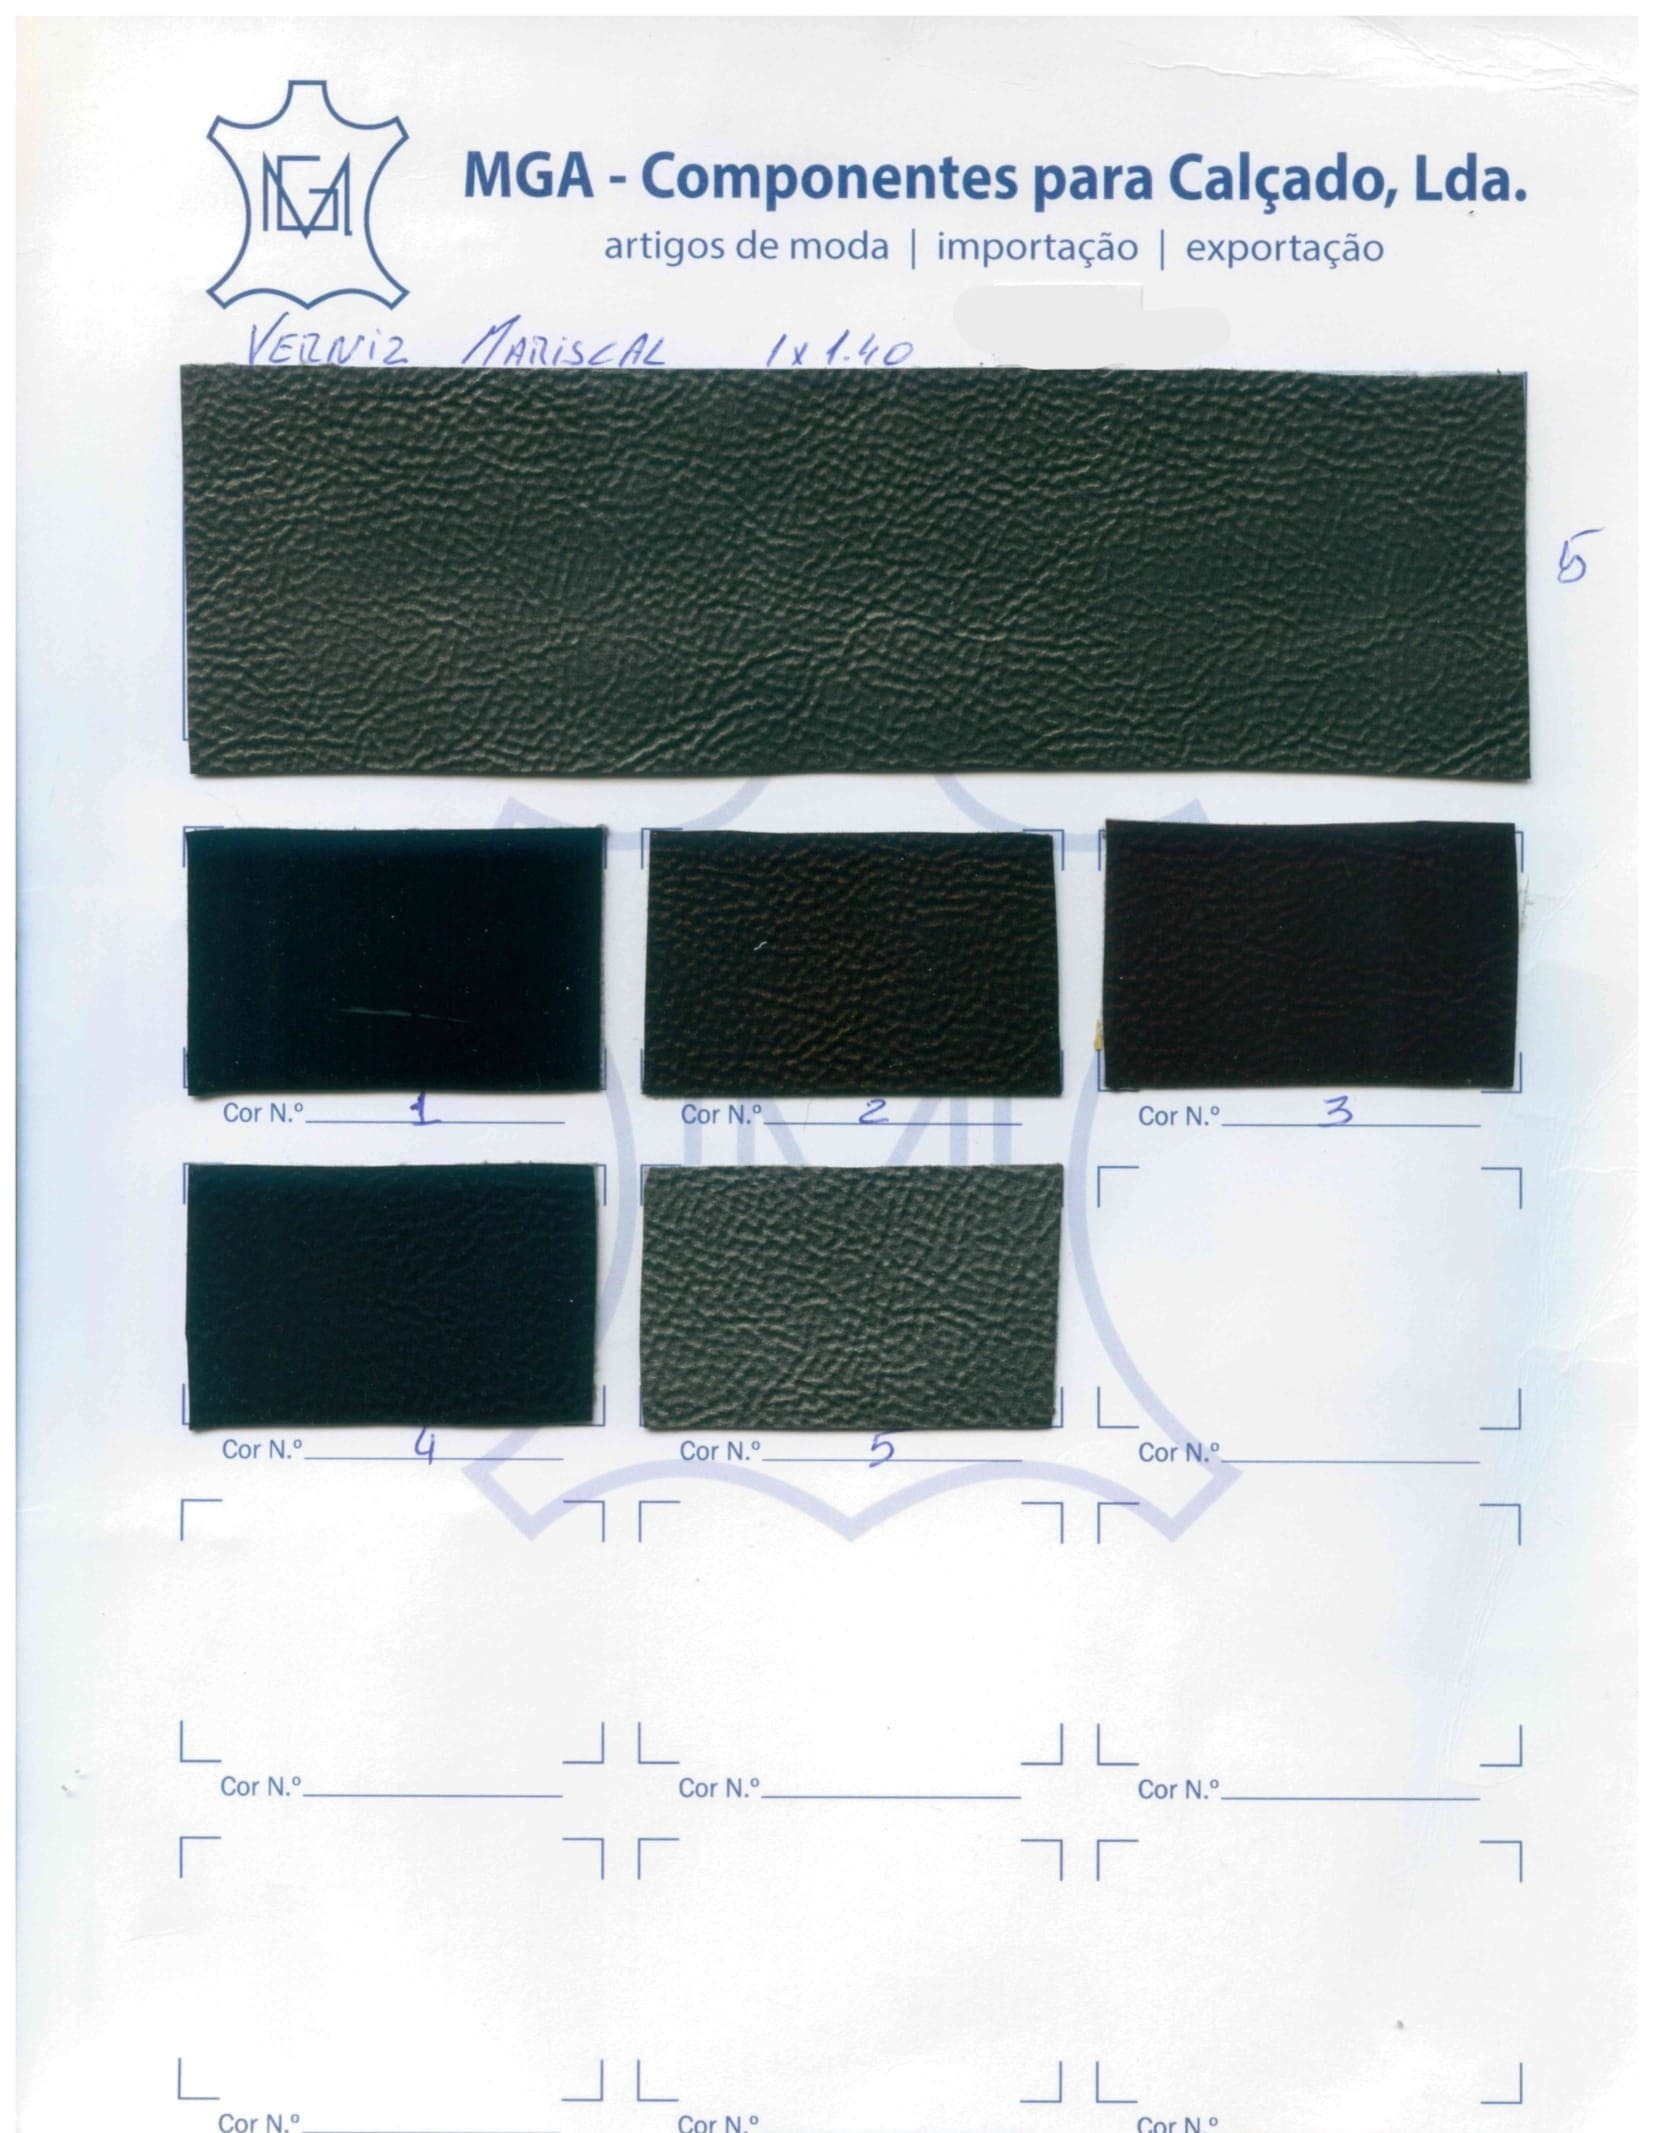 MGA
MGA - Componentes para Calçado, Lda.
artigos de moda | importação | exportação
VERNIZ MARISCAL 1x1.40
5
Cor N.º 1 Cor N.º 2 Cor N.º 3
Cor N.º 4 Cor N.º 5 Cor N.º
Cor N.º Cor N.º Cor N.º
Cor N.º Cor N.º Cor N.º